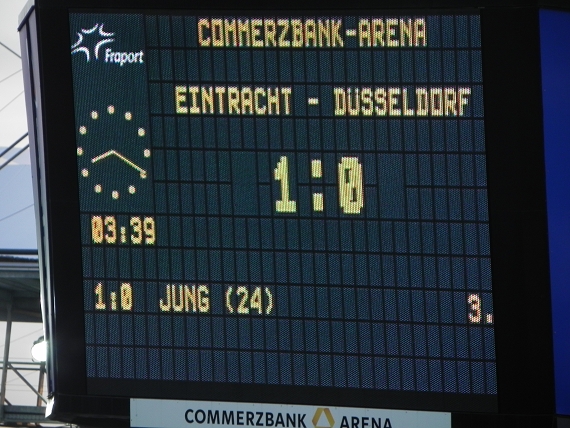 COMMERZBANK-ARENA
Fraport
EINTRACHT - DÜSSELDORF
1:0
03:39
1:0 JUNG (24) 3.
COMMERZBANK ARENA